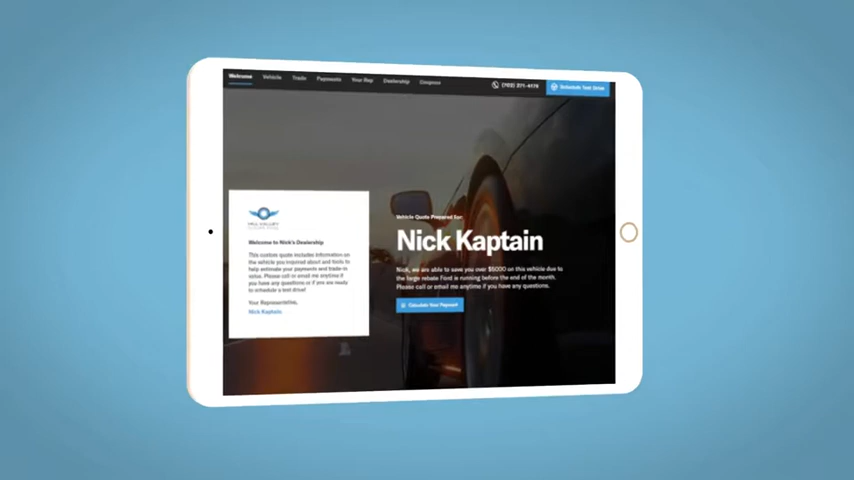 Welcome Vehicle Trade Payments Your Rep Dealership Coupons
Schedule Test Drive
Welcome to Nick's Dealership
This custom quote includes information on
the vehicle you inquired about and tools to
help estimate your payments and trade-in
value. Please call or email me anytime if
you have any questions or if you are ready
to schedule a test drive!
Your Representative,
Nick Kaptain
Vehicle Quote Prepared For:
Nick Kaptain
Nick, we are able to save you over $5000 on this vehicle due to
the large rebate Ford is running before the end of the month.
Please call or email me anytime if you have any questions.
Calculate Your Payment